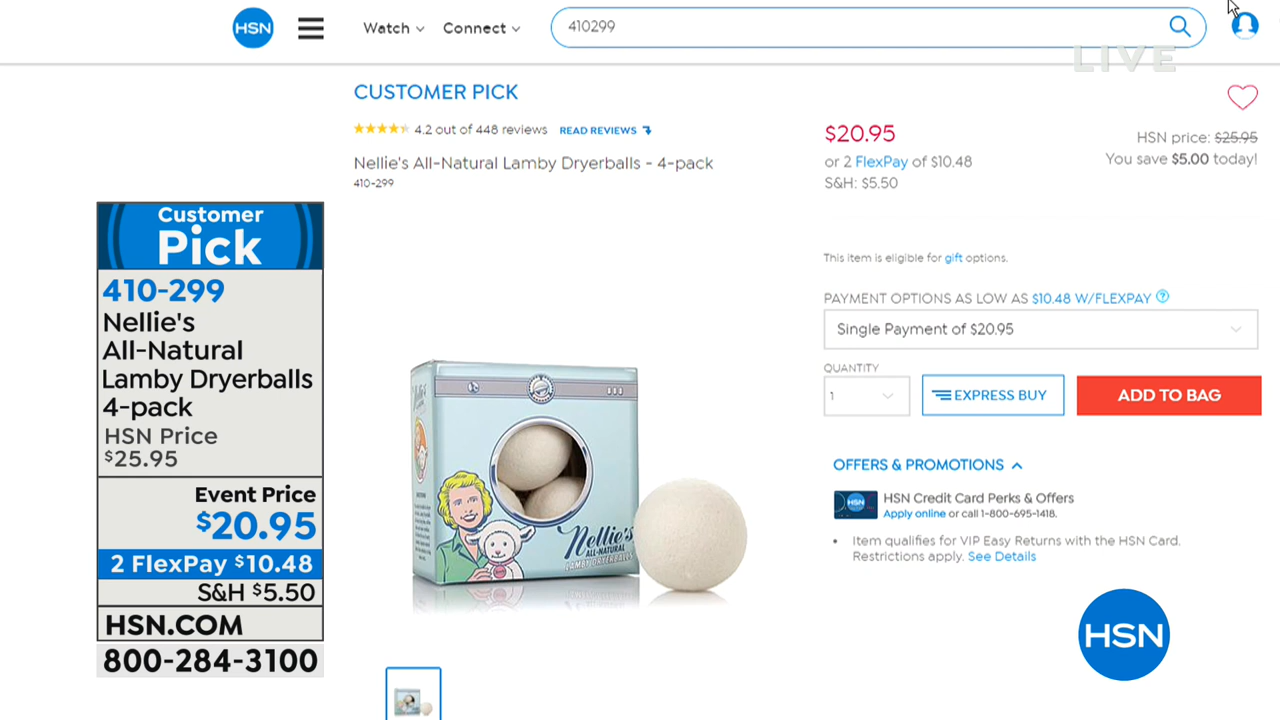 HSN
Watch
Connect
410299
LIVE
CUSTOMER PICK
4.2 out of 448 reviews
READ REVIEWS
Nellie's All-Natural Lamby Dryerballs - 4-pack
410-299
$20.95
or 2 FlexPay of $10.48
S&H: $5.50
HSN price: $25.95
You save $5.00 today!
This item is eligible for gift options.
PAYMENT OPTIONS AS LOW AS $10.48 W/FLEXPAY ?
Single Payment of $20.95
QUANTITY
1
EXPRESS BUY
ADD TO BAG
OFFERS & PROMOTIONS
HSN
HSN Credit Card Perks & Offers
Apply online or call 1-800-695-1418.
• Item qualifies for VIP Easy Returns with the HSN Card.
Restrictions apply. See Details
Customer
Pick
410-299
Nellie's
All-Natural
Lamby Dryerballs
4-pack
HSN Price
$25.95
Event Price
$20.95
2 FlexPay $10.48
S&H $5.50
HSN.COM
800-284-3100
Nellie's
ALL-NATURAL
LAMBY DRYERBALLS
HSN